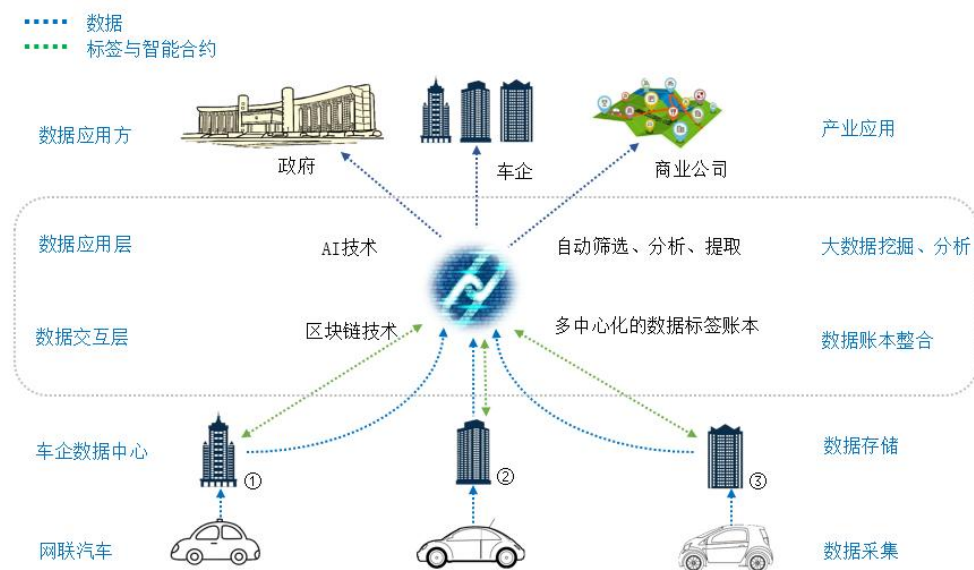 数据
标签与智能合约
数据应用方
产业应用
政府
车企
商业公司
数据应用层
AI技术
自动筛选、分析、提取
大数据挖掘、分析
数据交互层
区块链技术
多中心化的数据标签账本
数据账本整合
车企数据中心
①
②
③
数据存储
网联汽车
数据采集